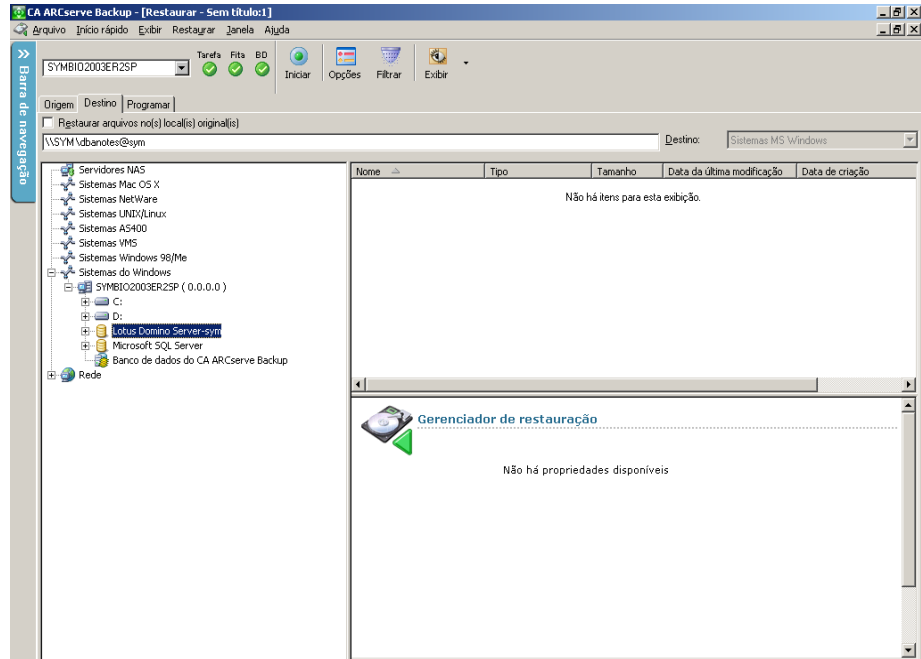 CA ARCserve Backup - [Restaurar - Sem título:1]
Arquivo Início rápido Exibir Restaurar Janela Ajuda
Barra de navegação
SYMBIO2003ER2SP
Tarefa Fita BD
Iniciar Opções Filtrar Exibir
Origem Destino Programar
Restaurar arquivos no(s) local(is) original(is)
\\SYM\dbanotes@sym Destino: Sistemas MS Windows
Servidores NAS
Sistemas Mac OS X
Sistemas NetWare
Sistemas UNIX/Linux
Sistemas AS400
Sistemas VMS
Sistemas Windows 98/Me
Sistemas do Windows
SYMBIO2003ER2SP ( 0.0.0.0 )
C:
D:
Lotus Domino Server-sym
Microsoft SQL Server
Banco de dados do CA ARCserve Backup
Rede
Nome Tipo Tamanho Data da última modificação Data de criação
Não há itens para esta exibição.
Gerenciador de restauração
Não há propriedades disponíveis